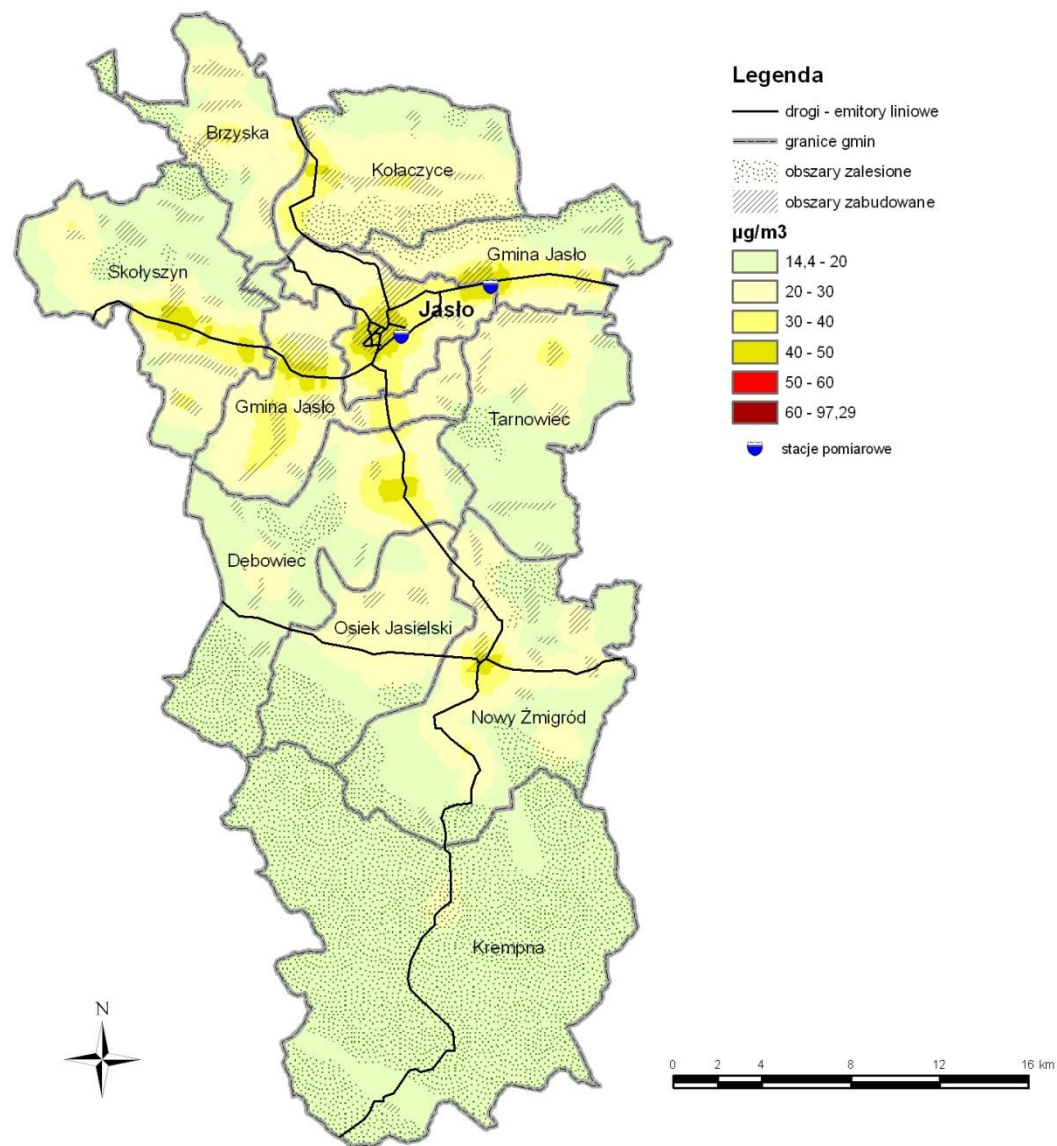 Legenda
drogi - emitory liniowe
granice gmin
obszary zalesione
obszary zabudowane
µg/m3
14,4 - 20
20 - 30
30 - 40
40 - 50
50 - 60
60 - 97,29
stacje pomiarowe
Brzyska
Kołaczyce
Gmina Jasło
Skołyszyn
Jasło
Gmina Jasło
Tarnowiec
Dębowiec
Osiek Jasielski
Nowy Żmigród
Krempna
N
0 2 4 8 12 16 km